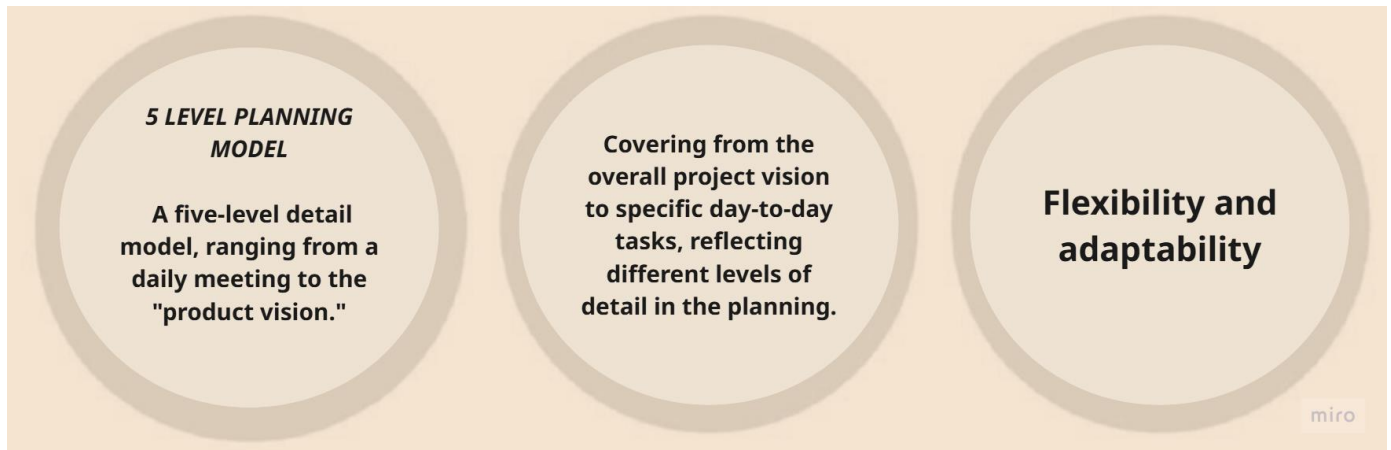 5 LEVEL PLANNING
MODEL
A five-level detail
model, ranging from a
daily meeting to the
"product vision."
Covering from the
overall project vision
to specific day-to-day
tasks, reflecting
different levels of
detail in the planning.
Flexibility and
adaptability
miro